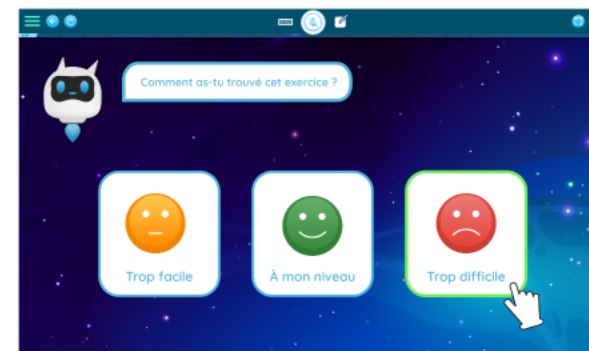 Comment as-tu trouvé cet exercice ?
Trop facile
À mon niveau
Trop difficile